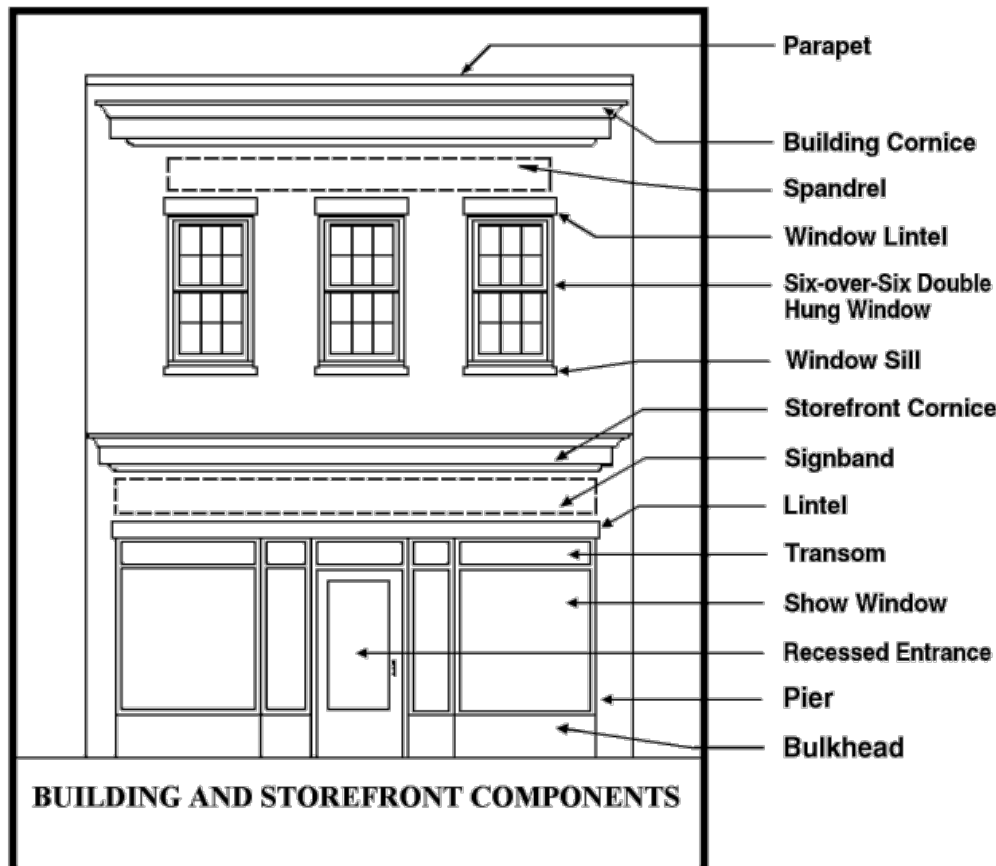 Parapet
Building Cornice
Spandrel
Window Lintel
Six-over-Six Double
Hung Window
Window Sill
Storefront Cornice
Signband
Lintel
Transom
Show Window
Recessed Entrance
Pier
Bulkhead
BUILDING AND STOREFRONT COMPONENTS